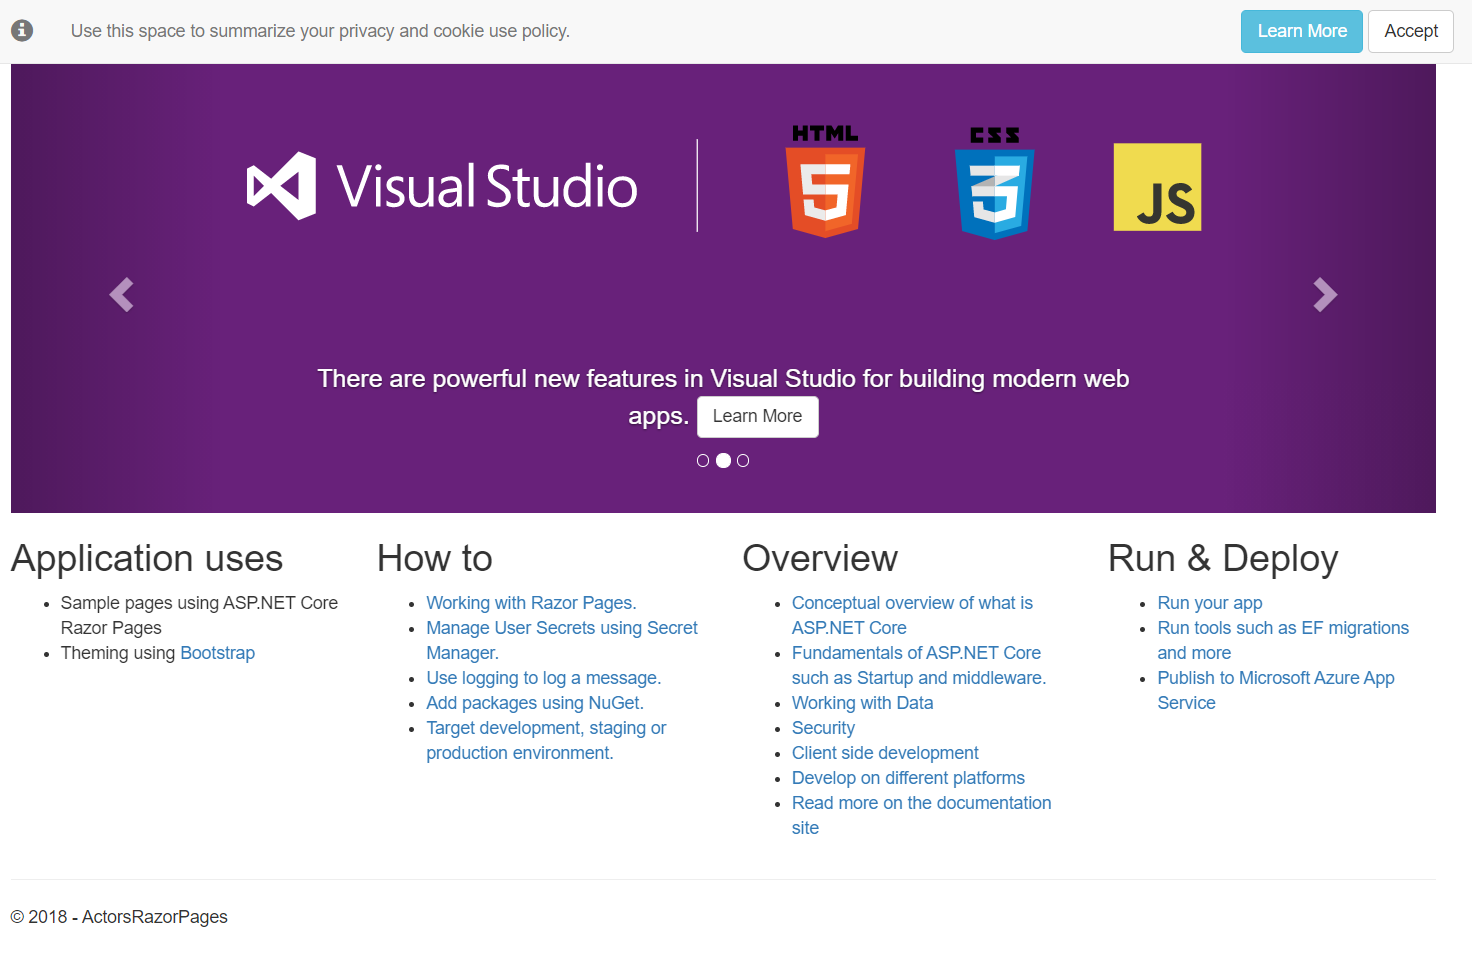 Use this space to summarize your privacy and cookie use policy.
Learn More
Accept
Visual Studio
HTML
5
CSS
3
JS
There are powerful new features in Visual Studio for building modern web
apps. Learn More
Application uses
Sample pages using ASP.NET Core
Razor Pages
Theming using Bootstrap
How to
Working with Razor Pages.
Manage User Secrets using Secret
Manager.
Use logging to log a message.
Add packages using NuGet.
Target development, staging or
production environment.
Overview
Conceptual overview of what is
ASP.NET Core
Fundamentals of ASP.NET Core
such as Startup and middleware.
Working with Data
Security
Client side development
Develop on different platforms
Read more on the documentation
site
Run & Deploy
Run your app
Run tools such as EF migrations
and more
Publish to Microsoft Azure App
Service
© 2018 - ActorsRazorPages